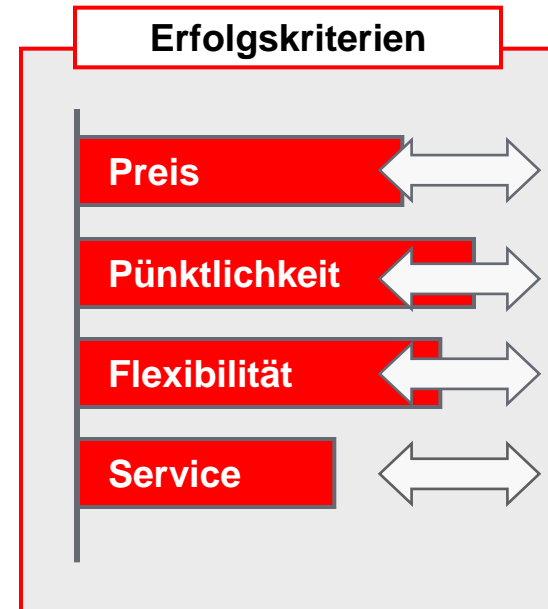 Erfolgskriterien
Preis
Pünktlichkeit
Flexibilität
Service